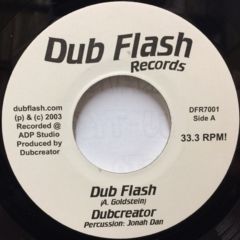 Dub Flash
Records
dubflash.com
(p) & (c) 2003
Recorded @
ADP Studio
Produced by
Dubcreator
DFR7001
Side A
33.3 RPM!
Dub Flash
(A. Goldstein)
Dubcreator
Percussion: Jonah Dan